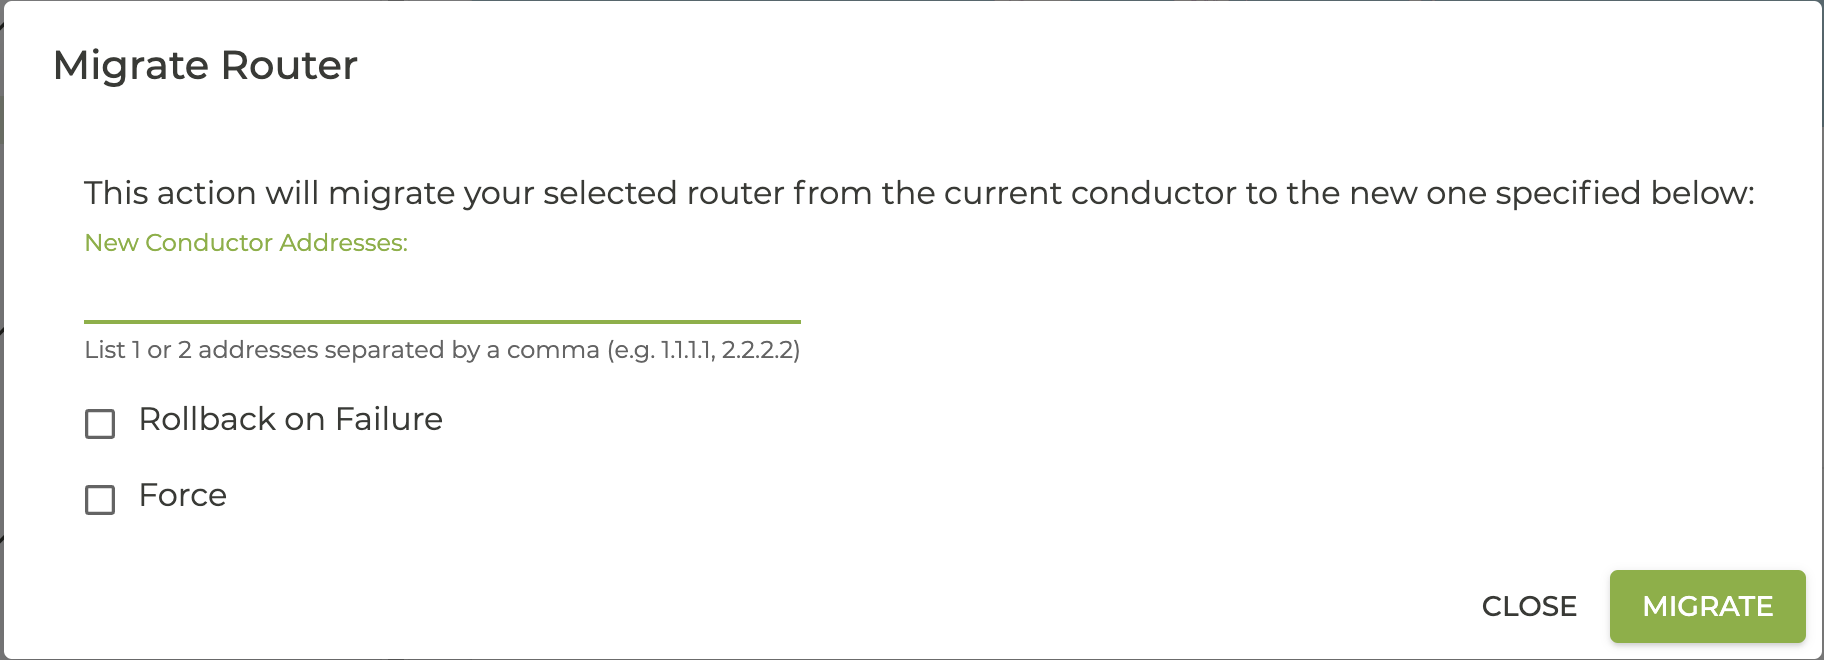 Migrate Router
This action will migrate your selected router from the current conductor to the new one specified below:
New Conductor Addresses:
List 1 or 2 addresses separated by a comma (e.g. 1.1.1.1, 2.2.2.2)
Rollback on Failure
Force
CLOSE MIGRATE